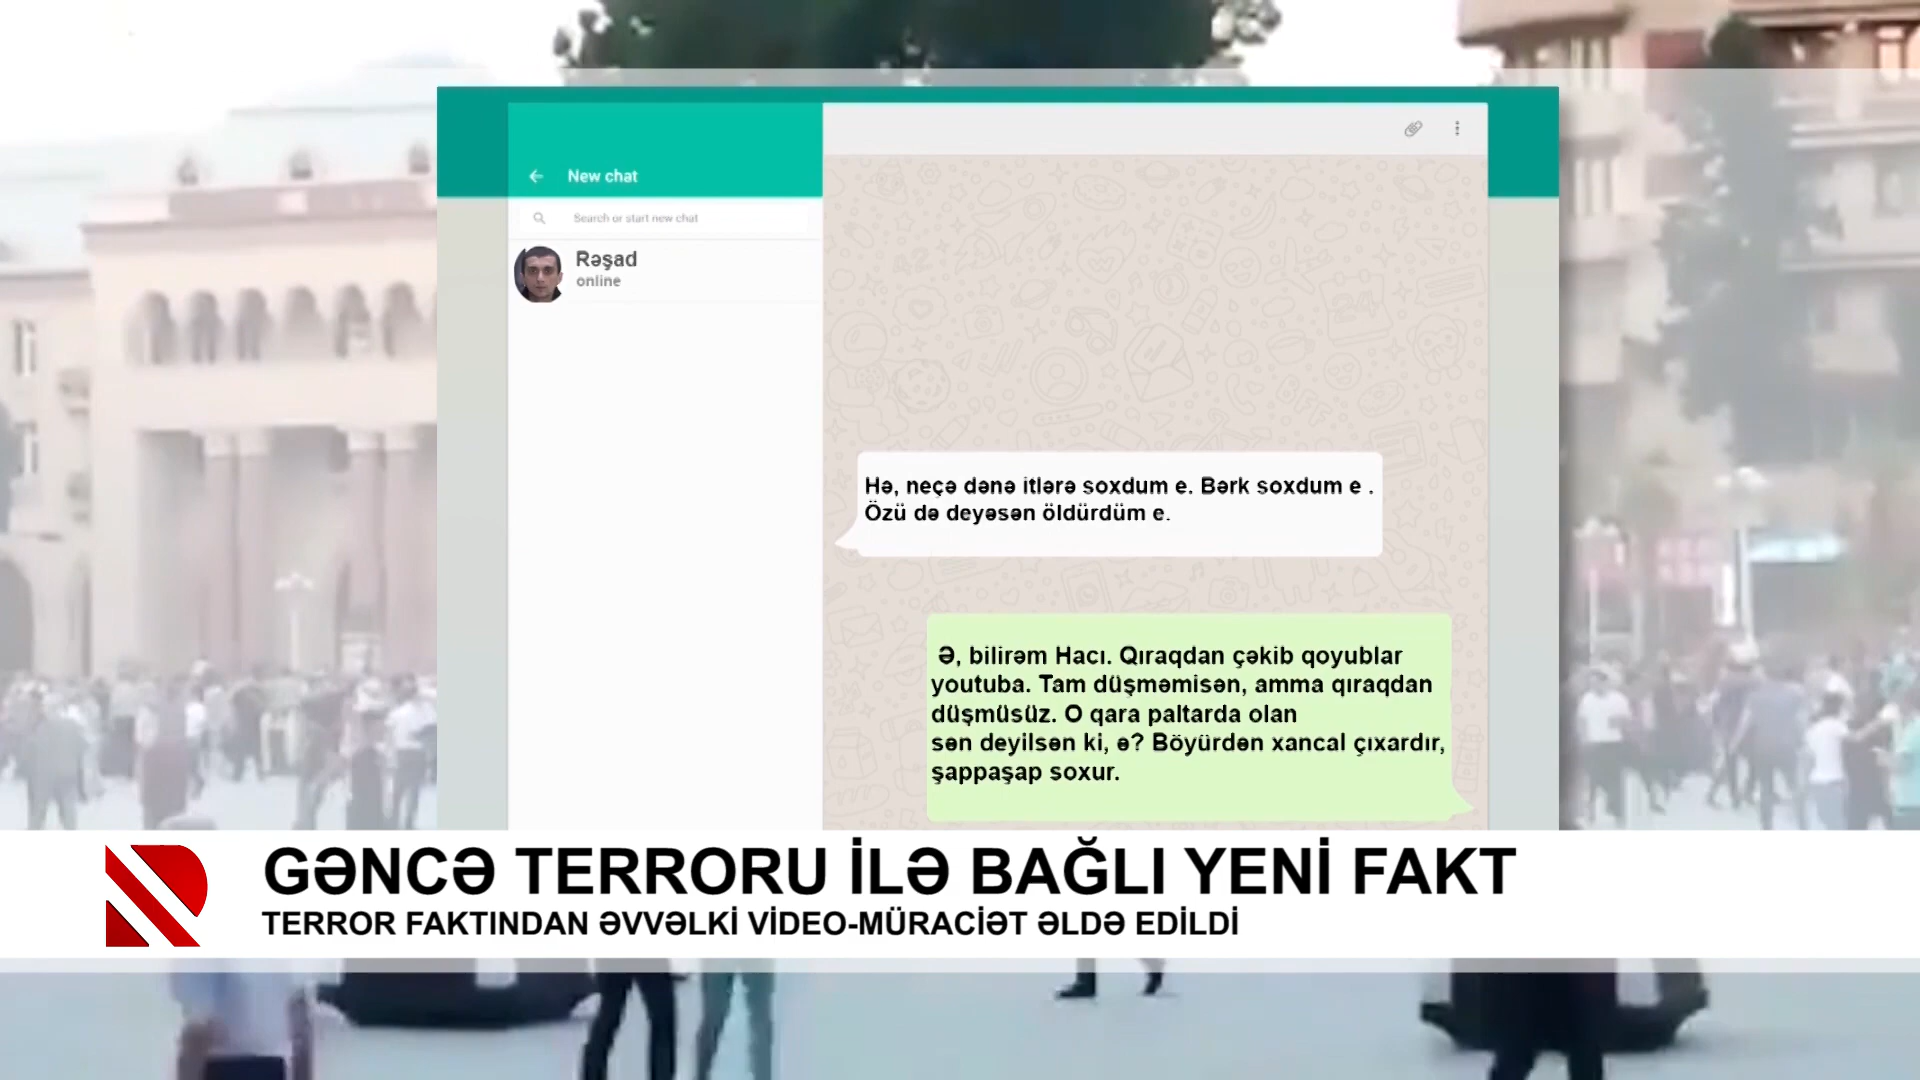 New chat
Search or start new chat
Rəşad
online
Hə, neçə dənə itlərə soxdum e. Bərk soxdum e .
Özü də deyəsən öldürdüm e.
Ə, bilirəm Hacı. Qıraqdan çəkib qoyublar
youtuba. Tam düşməmisən, amma qıraqdan
düşmüsüz. O qara paltarda olan
sən deyilsən ki, ə? Böyürdən xancal çıxardır,
şappaşap soxur.
GƏNCƏ TERRORU İLƏ BAĞLI YENİ FAKT
TERROR FAKTINDAN ƏVVƏLKİ VİDEO-MÜRACİƏT ƏLDƏ EDİLDİ